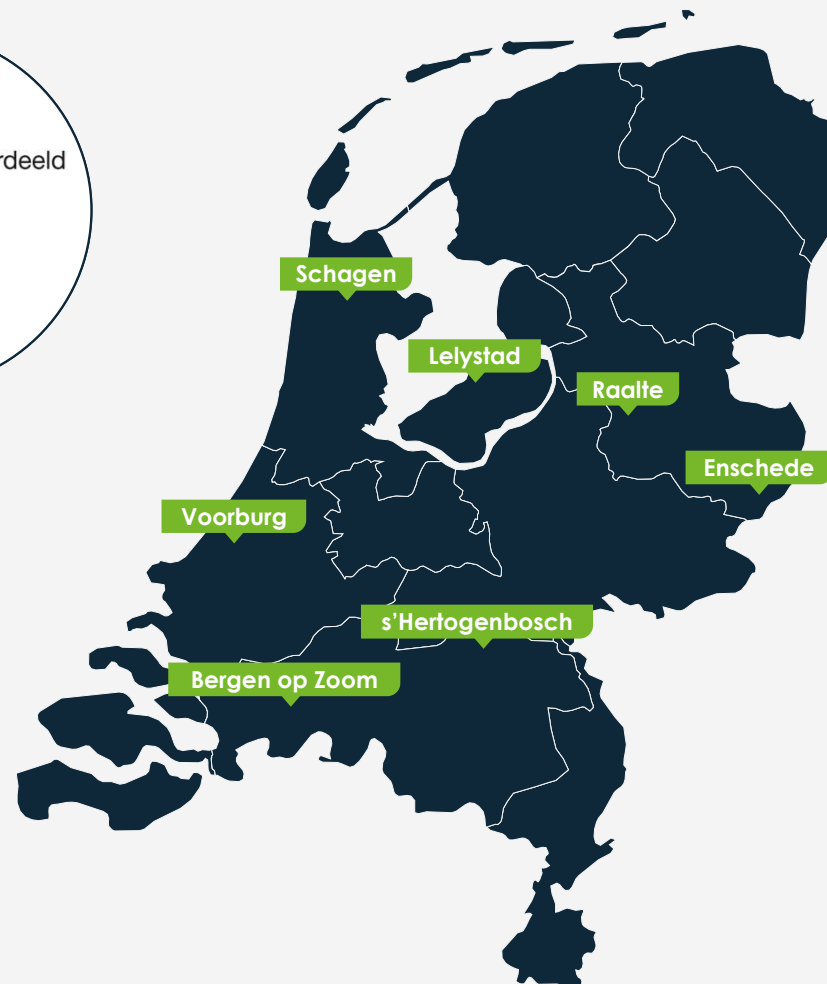 rdeeld
Schagen
Lelystad
Raalte
Enschede
Voorburg
s'Hertogenbosch
Bergen op Zoom